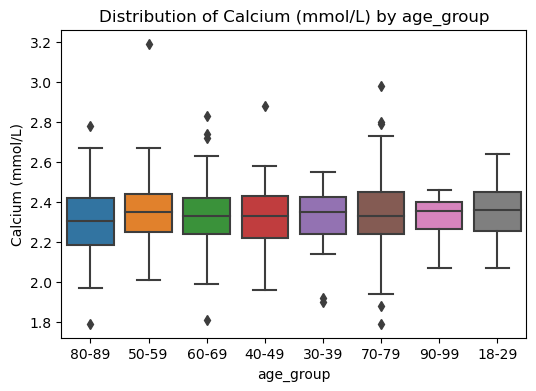 Distribution of Calcium (mmol/L) by age_group
Calcium (mmol/L)
3.2
3.0
2.8
2.6
2.4
2.2
2.0
1.8
80-89 50-59 60-69 40-49 30-39 70-79 90-99 18-29
age_group